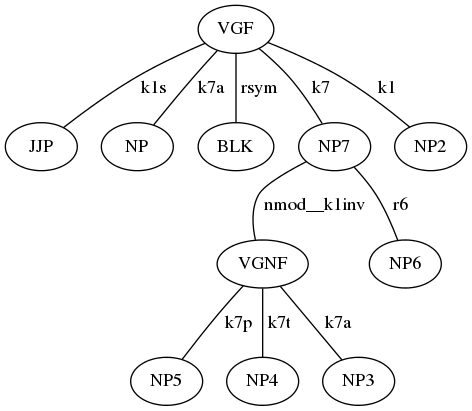 VGF
k1s k7a rsym k7 k1
JJP NP BLK NP7 NP2
nmod__k1inv r6
VGNF NP6
k7p k7t k7a
NP5 NP4 NP3